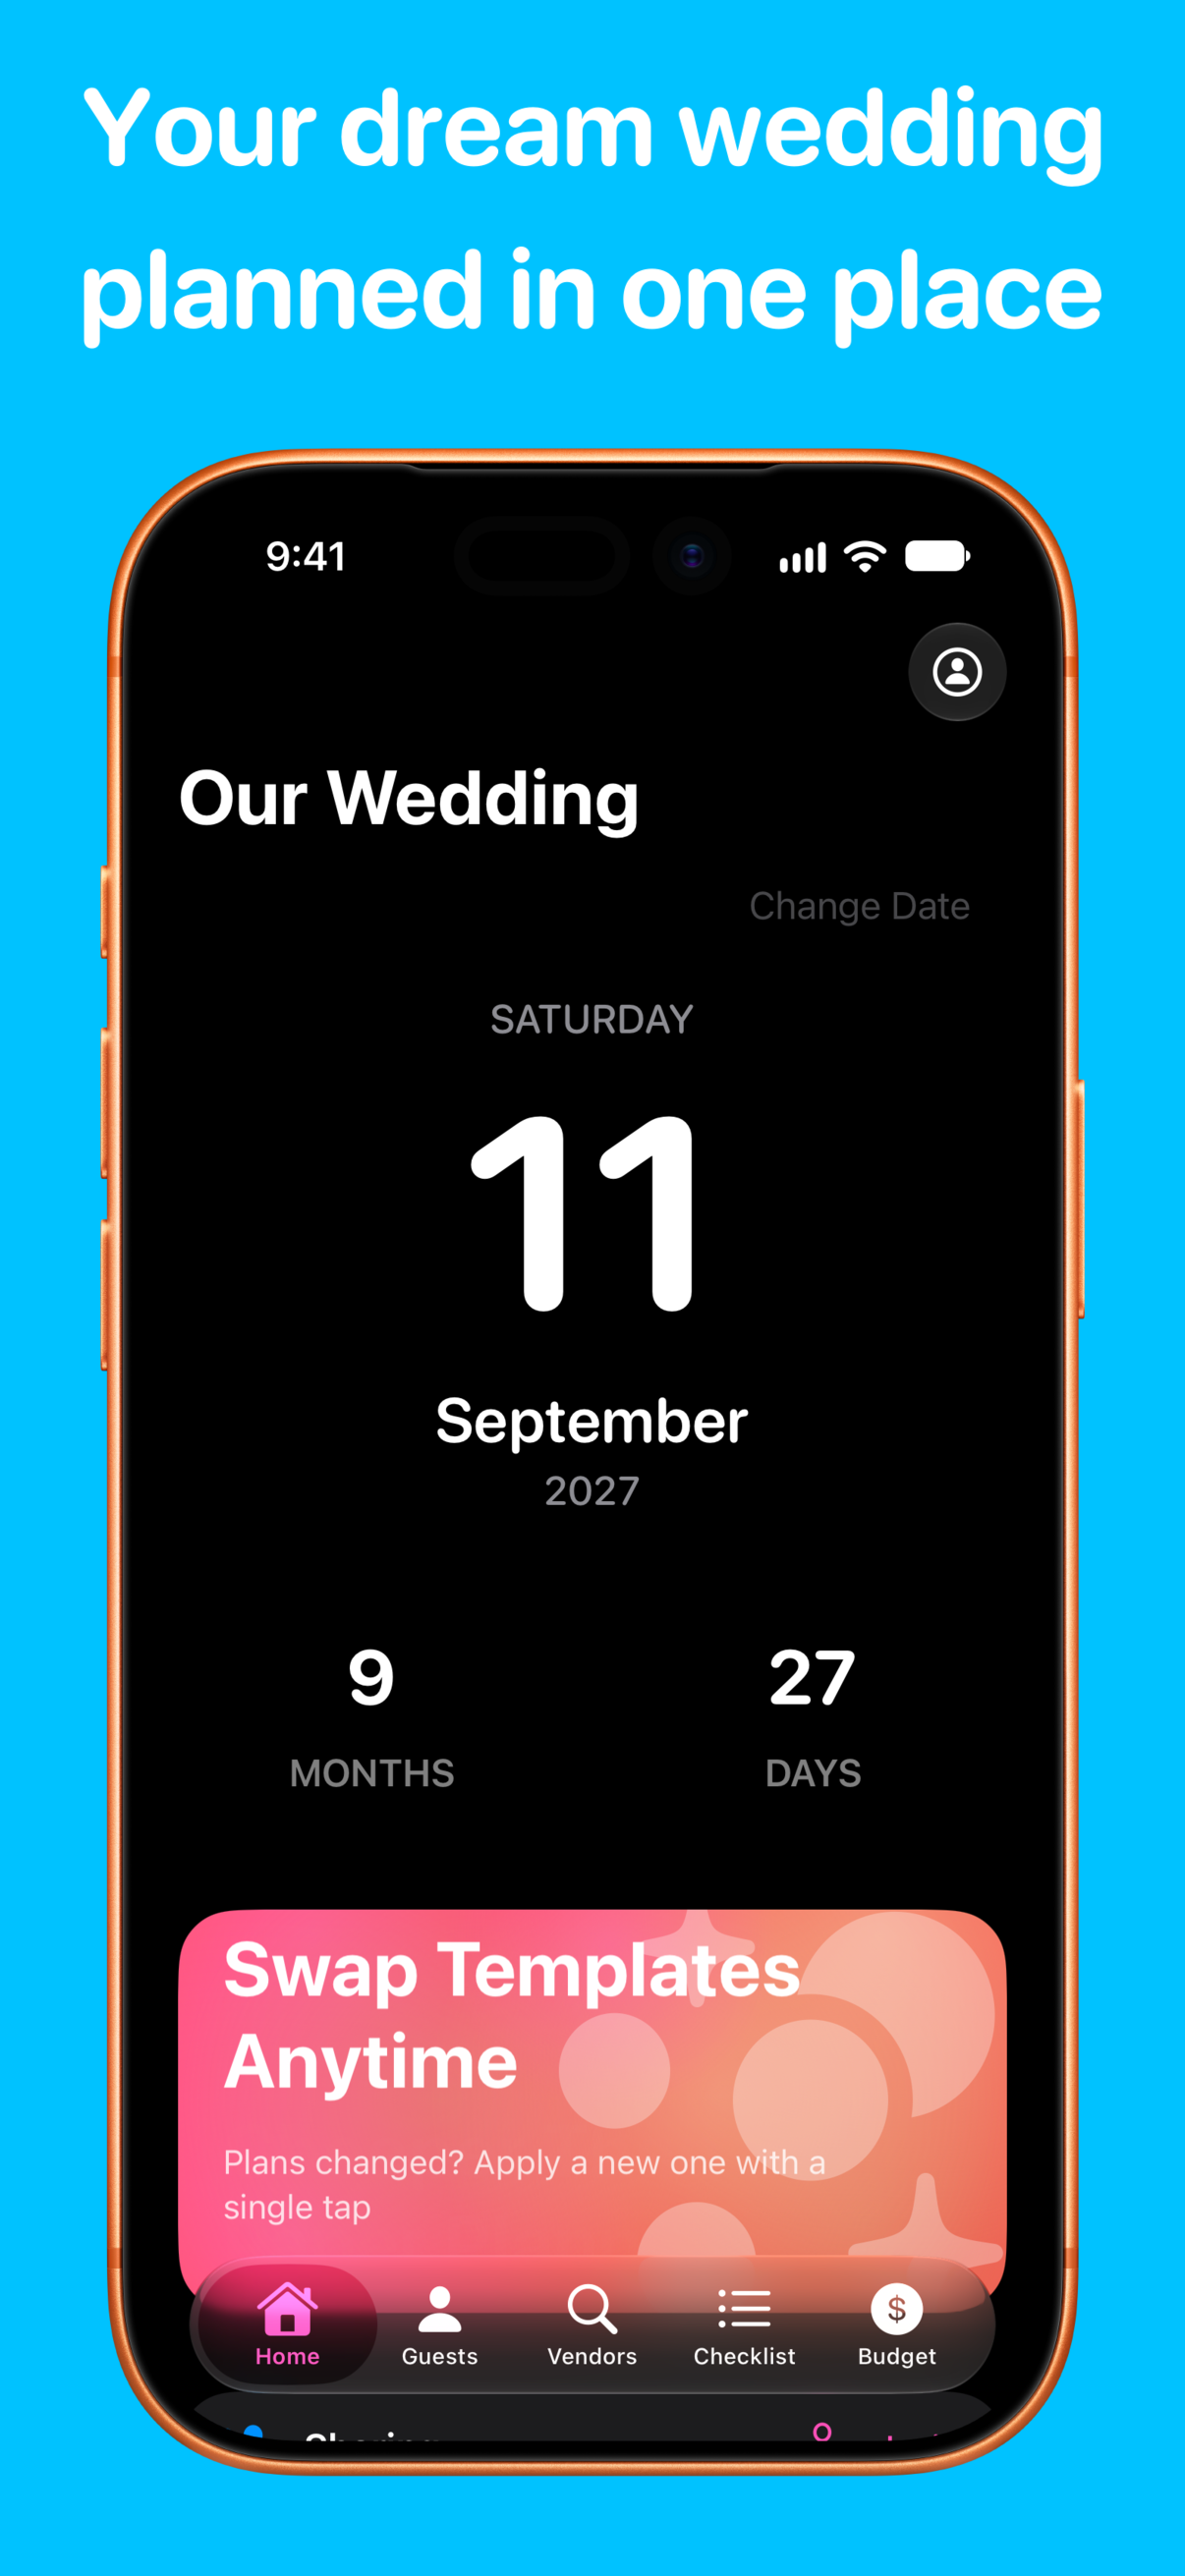 Your dream wedding
planned in one place
9:41
Our Wedding
Change Date
SATURDAY
11
September
2027
9 27
MONTHS DAYS
Swap Templates
Anytime
Plans changed? Apply a new one with a
single tap
Home Guests Vendors Checklist Budget